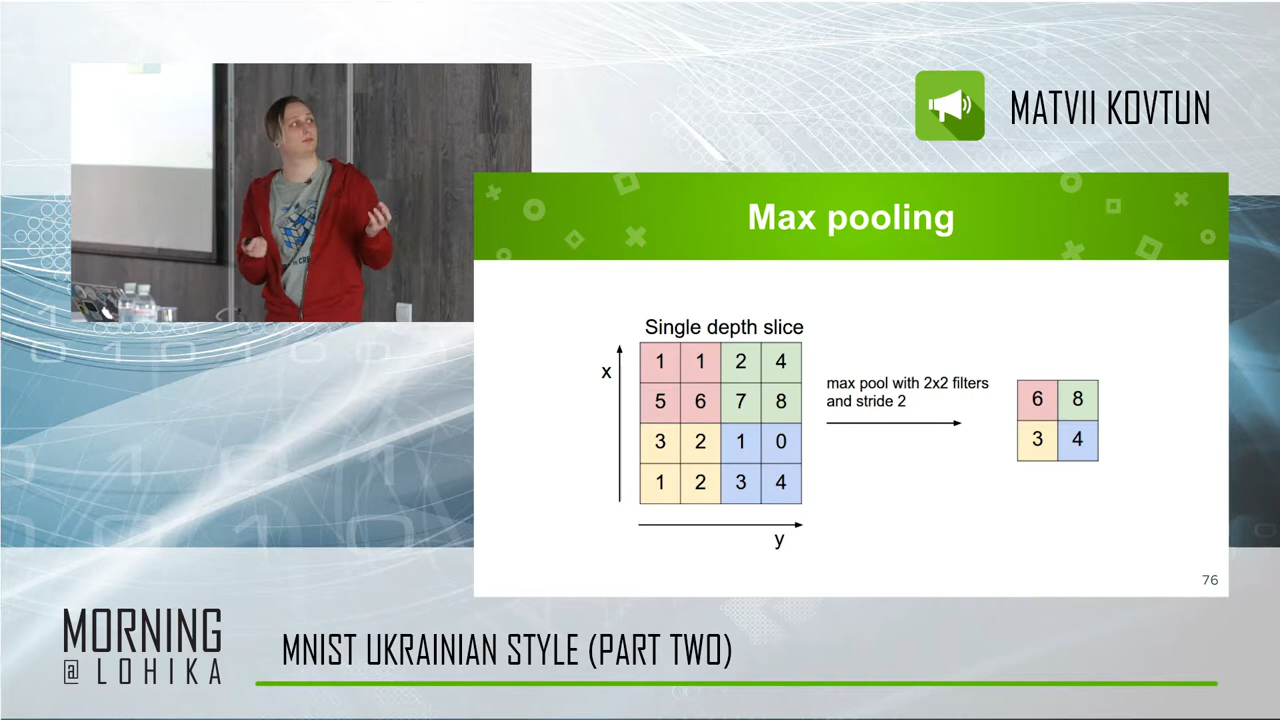 MATVII KOVTUN
Max pooling
Single depth slice
x
1 1 2 4
5 6 7 8
3 2 1 0
1 2 3 4
y
max pool with 2x2 filters
and stride 2
6 8
3 4
76
MORNING
@ LOHIKA
MNIST UKRAINIAN STYLE (PART TWO)